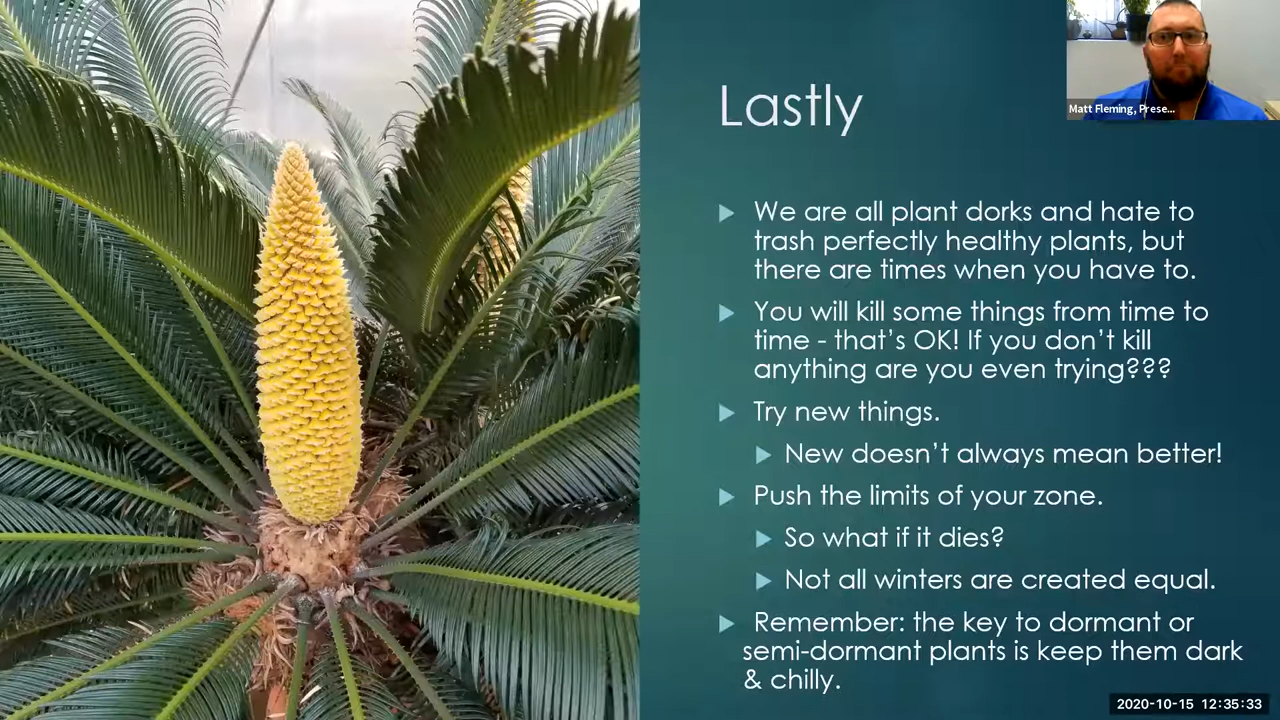 Lastly
Matt Fleming, Prese...
We are all plant dorks and hate to
trash perfectly healthy plants, but
there are times when you have to.
You will kill some things from time to
time - that's OK! If you don't kill
anything are you even trying???
Try new things.
New doesn't always mean better!
Push the limits of your zone.
So what if it dies?
Not all winters are created equal.
Remember: the key to dormant or
semi-dormant plants is keep them dark
& chilly.
2020-10-15 12:35:33